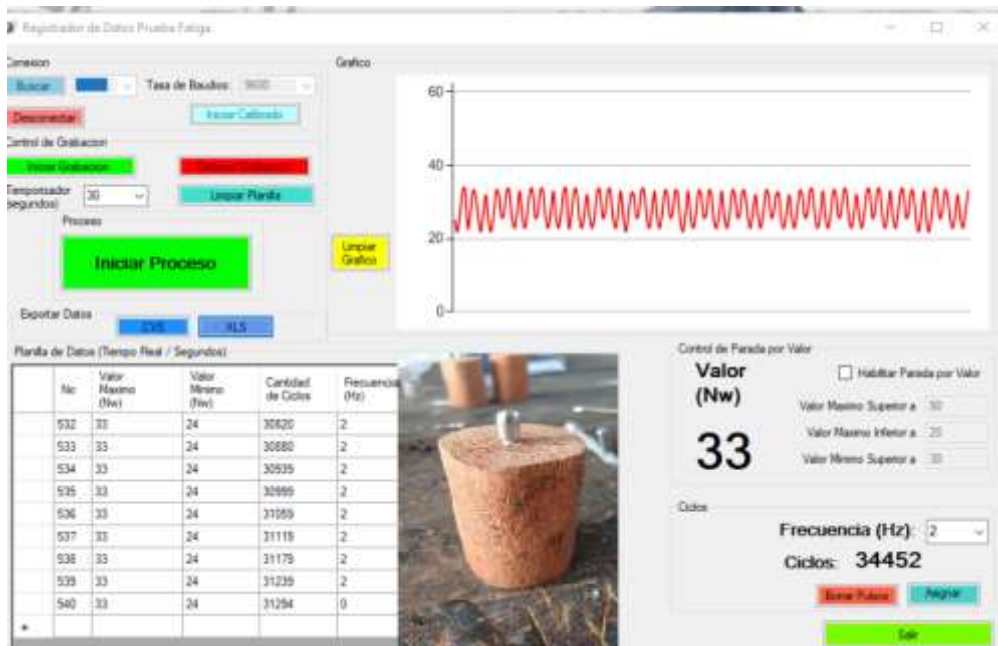 Registrador de Datos Prueba Fatiga
Conexion
Buscar
Tasa de Baudios: 9600
Desconectar
Iniciar Calibrado
Control de Grabacion
Iniciar Grabacion
Temporizador (segundos)
30
Limpiar Planilla
Proceso
Iniciar Proceso
Exportar Datos
CVS
XLS
Grafico
60
40
20
0
Limpiar Grafico
Planilla de Datos (Tiempo Real / Segundos)
No Valor Maximo (Nw) Valor Minimo (Nw) Cantidad de Ciclos Frecuencia (Hz)
532 33 24 30820 2
533 33 24 30880 2
534 33 24 30939 2
535 33 24 30999 2
536 33 24 31059 2
537 33 24 31119 2
538 33 24 31179 2
539 33 24 31239 2
540 33 24 31294 0
Control de Parada por Valor
Valor (Nw)
33
Habilitar Parada por Valor
Valor Maximo Superior a 50
Valor Maximo Inferior a 20
Valor Minimo Superior a 30
Ciclos
Frecuencia (Hz): 2
Ciclos: 34452
Borrar Pulsos
Asignar
Salir